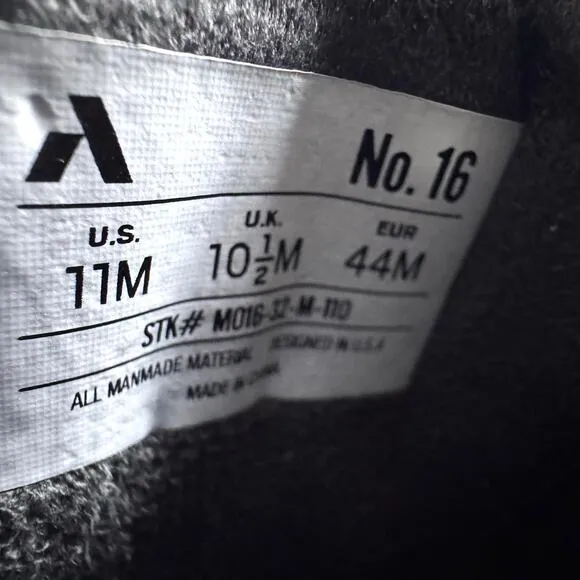 No. 16
U.S. U.K. EUR
11M 10½M 44M
STK# M016-32-M-110
ALL MANMADE MATERIAL DESIGNED IN U.S.A
MADE IN CHINA